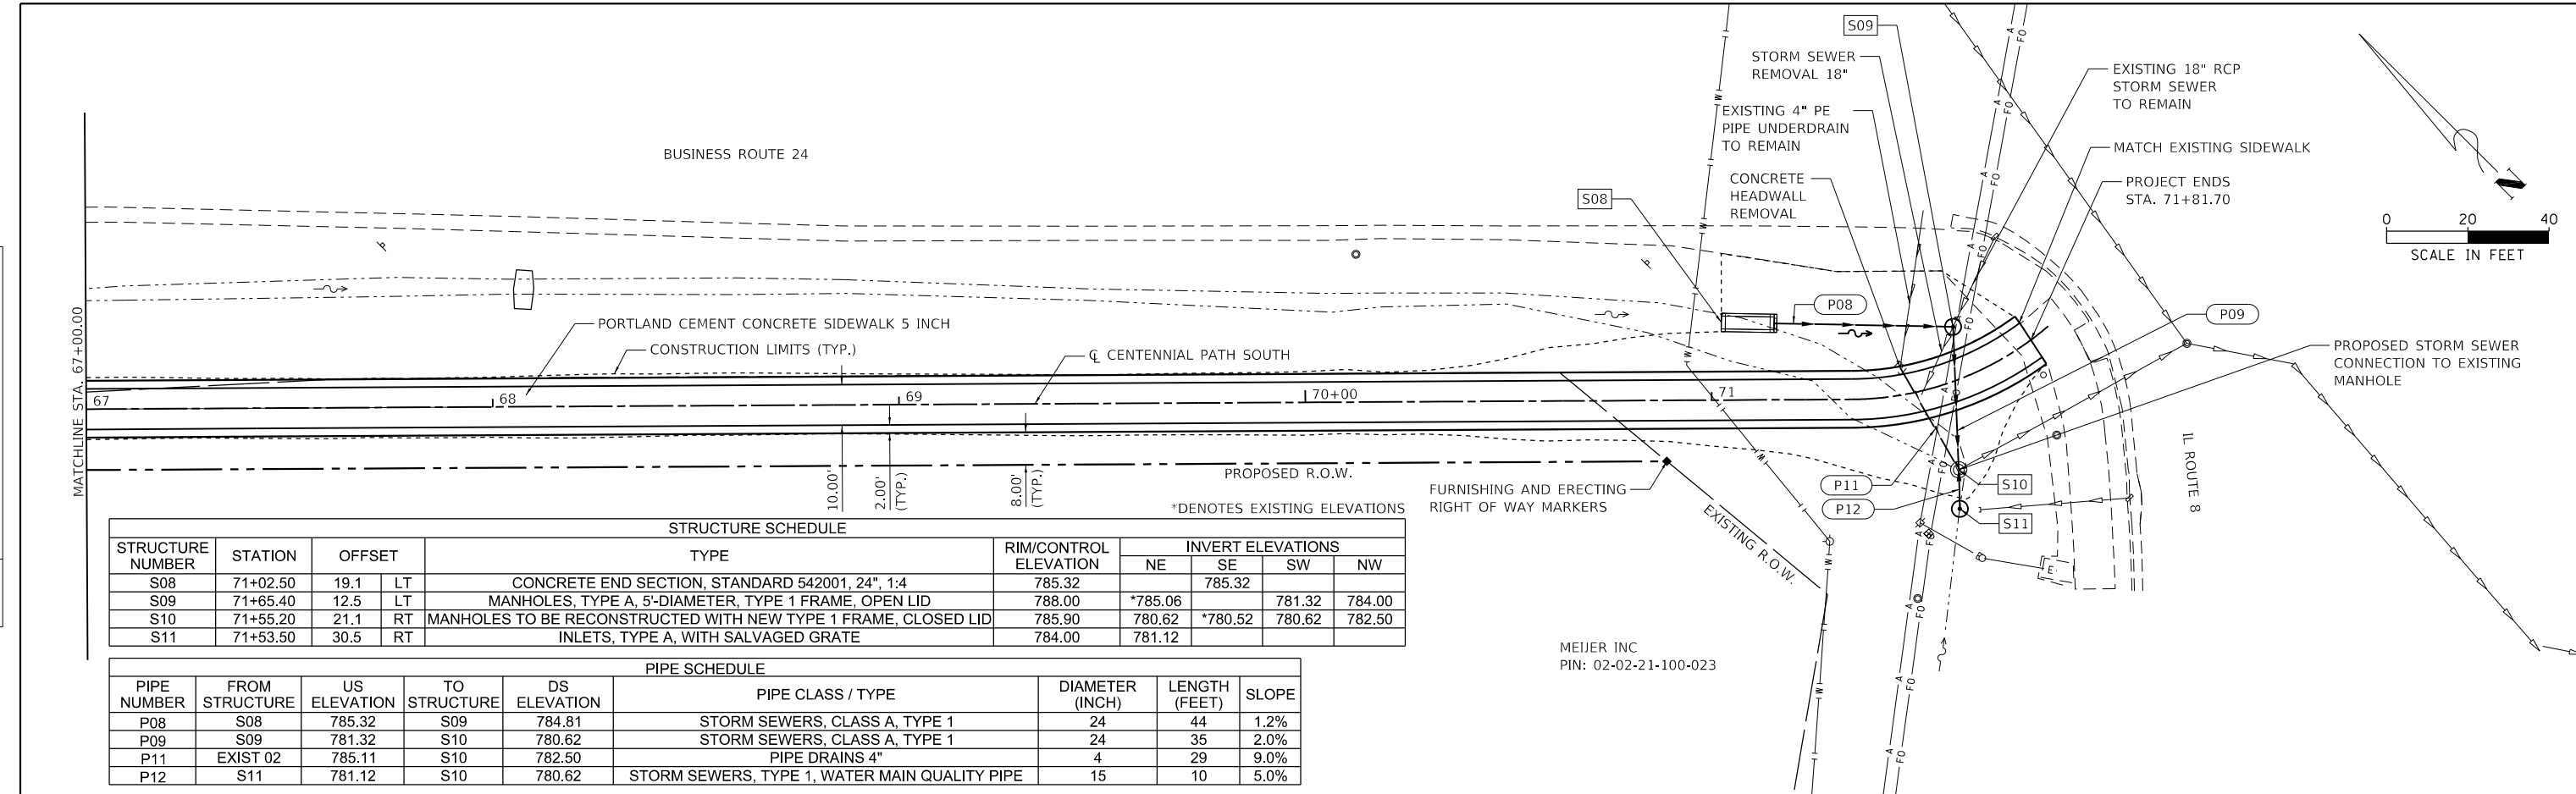 S09
STORM SEWER
REMOVAL 18"
EXISTING 4" PE
PIPE UNDERDRAIN
TO REMAIN
CONCRETE
HEADWALL
REMOVAL
EXISTING 18" RCP
STORM SEWER
TO REMAIN
MATCH EXISTING SIDEWALK
PROJECT ENDS
STA. 71+81.70
N
0 20 40
SCALE IN FEET
BUSINESS ROUTE 24
S08
P08
P09
MATCHLINE STA. 67+00.00
PORTLAND CEMENT CONCRETE SIDEWALK 5 INCH
CONSTRUCTION LIMITS (TYP.)
℄ CENTENNIAL PATH SOUTH
PROPOSED STORM SEWER
CONNECTION TO EXISTING
MANHOLE
67 68 69 70+00 71
PROPOSED R.O.W.
10.00'
2.00'
(TYP.)
8.00'
(TYP.)
FURNISHING AND ERECTING
RIGHT OF WAY MARKERS
EXISTING R.O.W.
P11
P12
S10
S11
IL ROUTE 8
MEIJER INC
PIN: 02-02-21-100-023
*DENOTES EXISTING ELEVATIONS
STRUCTURE SCHEDULE
STRUCTURE NUMBER STATION OFFSET TYPE RIM/CONTROL ELEVATION INVERT ELEVATIONS
NE SE SW NW
S08 71+02.50 19.1 LT CONCRETE END SECTION, STANDARD 542001, 24", 1:4 785.32 785.32
S09 71+65.40 12.5 LT MANHOLES, TYPE A, 5'-DIAMETER, TYPE 1 FRAME, OPEN LID 788.00 *785.06 781.32 784.00
S10 71+55.20 21.1 RT MANHOLES TO BE RECONSTRUCTED WITH NEW TYPE 1 FRAME, CLOSED LID 785.90 780.62 *780.52 780.62 782.50
S11 71+53.50 30.5 RT INLETS, TYPE A, WITH SALVAGED GRATE 784.00 781.12
PIPE SCHEDULE
PIPE NUMBER FROM STRUCTURE US ELEVATION TO STRUCTURE DS ELEVATION PIPE CLASS / TYPE DIAMETER (INCH) LENGTH (FEET) SLOPE
P08 S08 785.32 S09 784.81 STORM SEWERS, CLASS A, TYPE 1 24 44 1.2%
P09 S09 781.32 S10 780.62 STORM SEWERS, CLASS A, TYPE 1 24 35 2.0%
P11 EXIST 02 785.11 S10 782.50 PIPE DRAINS 4" 4 29 9.0%
P12 S11 781.12 S10 780.62 STORM SEWERS, TYPE 1, WATER MAIN QUALITY PIPE 15 10 5.0%